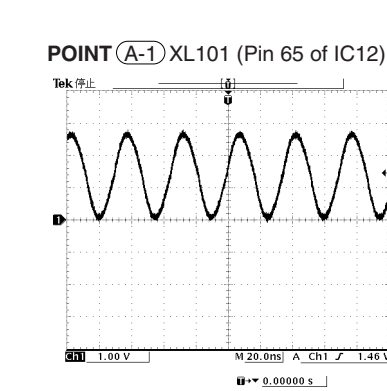 POINT A-1 XL101 (Pin 65 of IC12)
Tek 停止
T
1
Ch1 1.00 V M 20.0ns A Ch1 1.46 V
0.00000 s